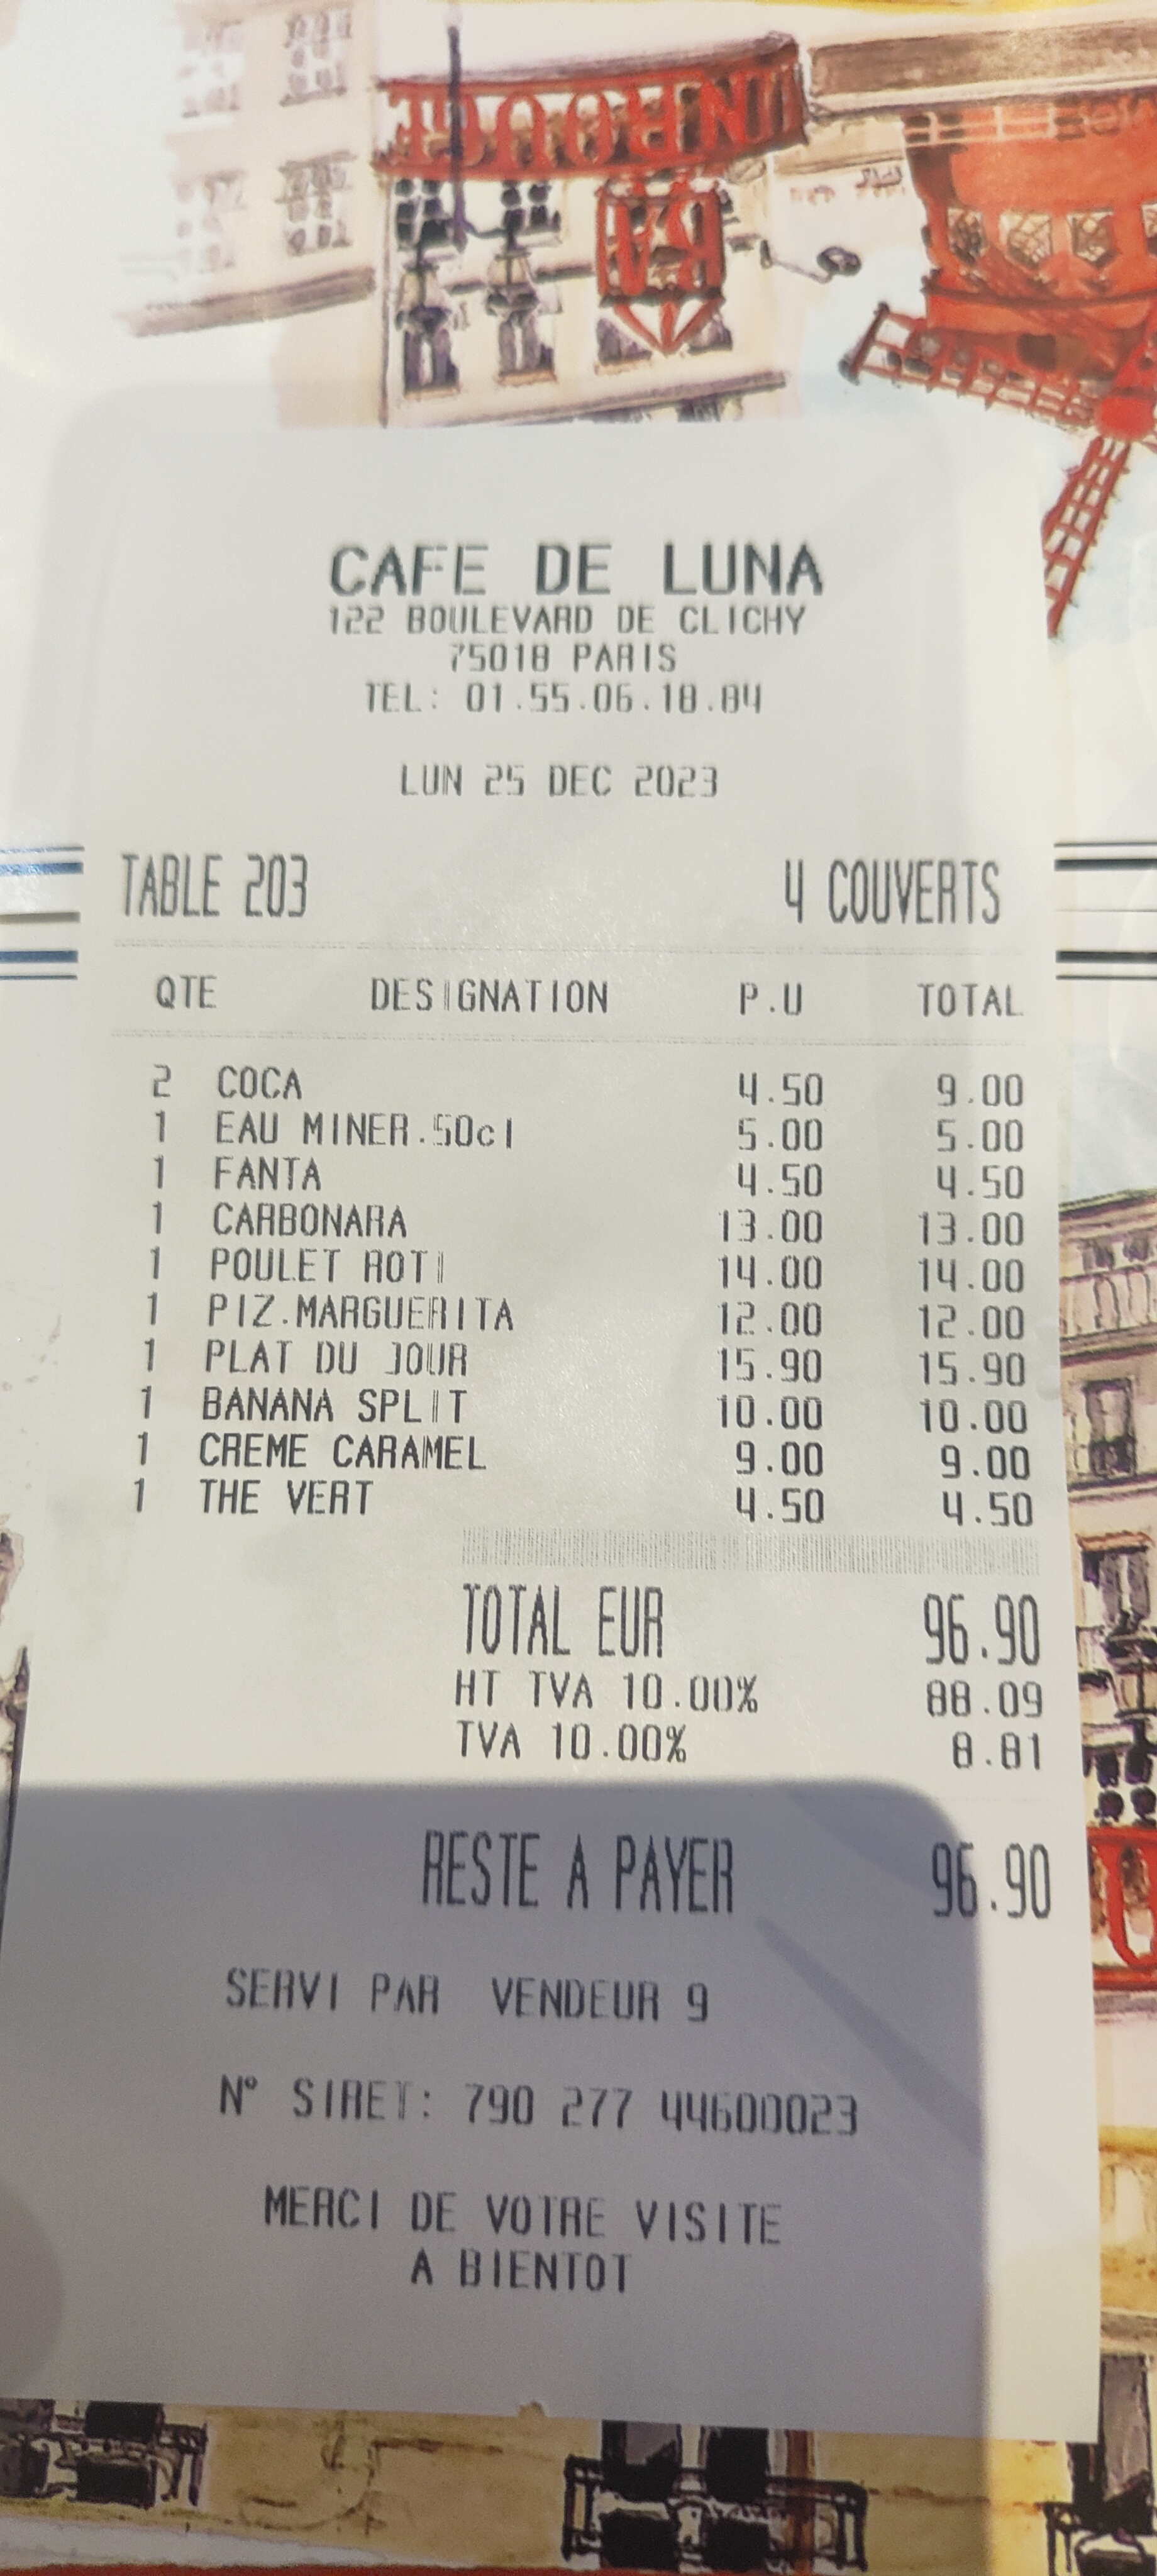 CAFE DE LUNA
122 BOULEVARD DE CLICHY
75018 PARIS
TEL: 01.55.06.18.84
LUN 25 DEC 2023
TABLE 203 4 COUVERTS
QTE DESIGNATION P.U TOTAL
2 COCA 4.50 9.00
1 EAU MINER.50cl 5.00 5.00
1 FANTA 4.50 4.50
1 CARBONARA 13.00 13.00
1 POULET ROTI 14.00 14.00
1 PIZ.MARGUERITA 12.00 12.00
1 PLAT DU JOUR 15.90 15.90
1 BANANA SPLIT 10.00 10.00
1 CREME CARAMEL 9.00 9.00
1 THE VERT 4.50 4.50
TOTAL EUR 96.90
HT TVA 10.00% 88.09
TVA 10.00% 8.81
RESTE A PAYER 96.90
SERVI PAR VENDEUR 9
N° SIRET: 790 277 44600023
MERCI DE VOTRE VISITE
A BIENTOT